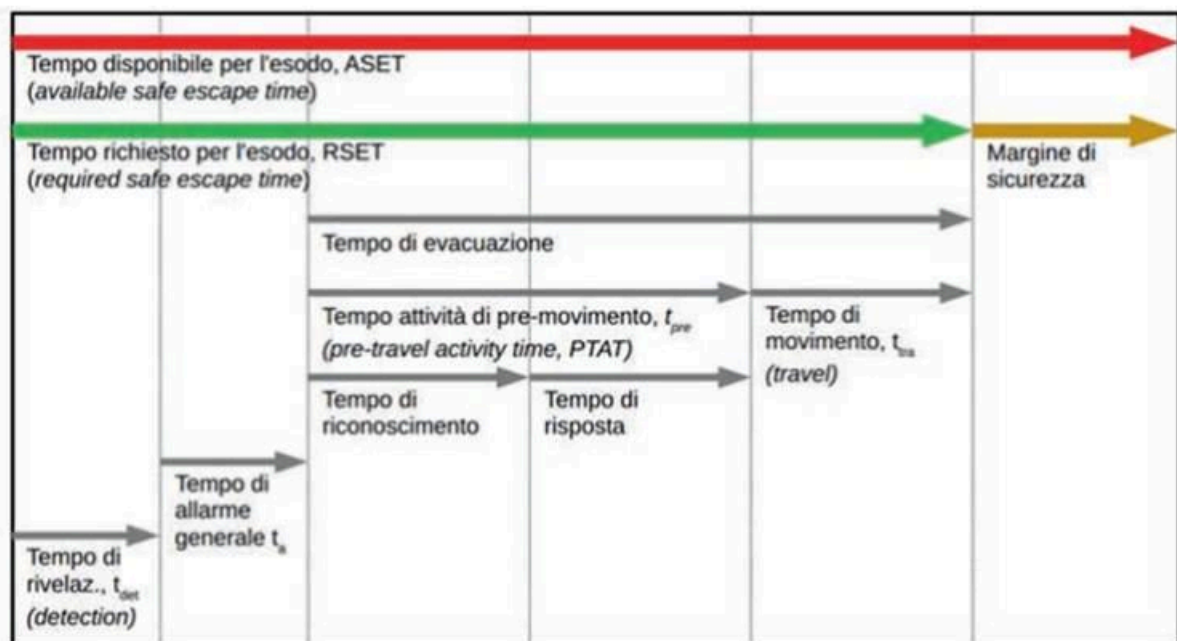 Tempo disponibile per l'esodo, ASET
(available safe escape time)
Tempo richiesto per l'esodo, RSET
(required safe escape time)
Margine di
sicurezza
Tempo di evacuazione
Tempo attività di pre-movimento, tpre
(pre-travel activity time, PTAT)
Tempo di
movimento, ttra
(travel)
Tempo di
riconoscimento
Tempo di
risposta
Tempo di
allarme
generale ta
Tempo di
rivelaz., tdet
(detection)